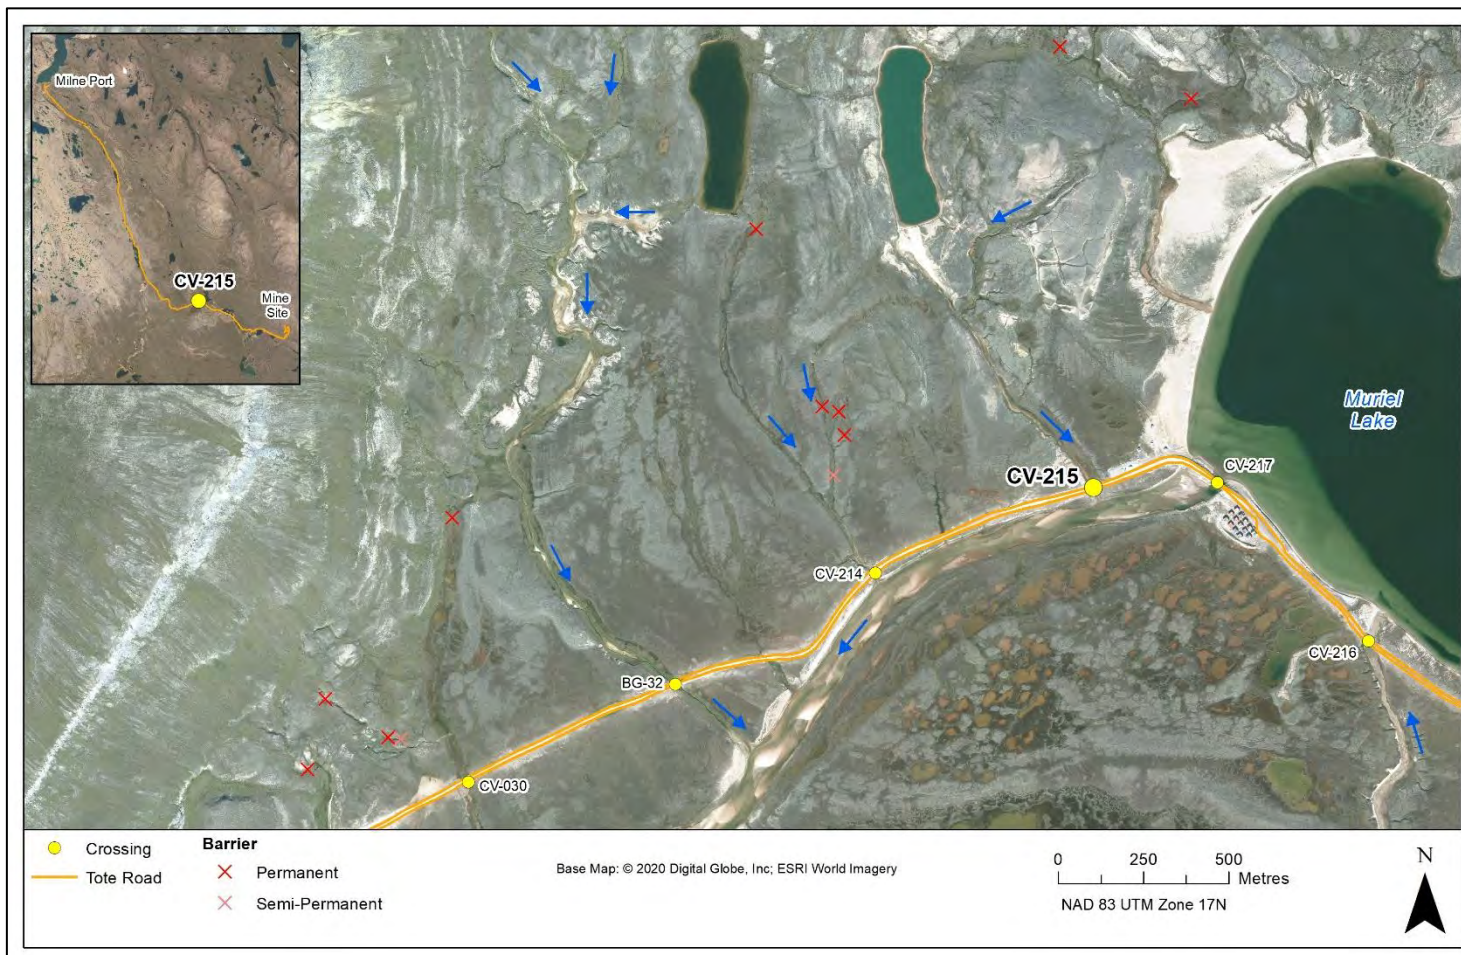 Milne Port
CV-215
Mine
Site
Muriel
Lake
CV-215
CV-217
CV-214
CV-216
BG-32
CV-030
Crossing
Tote Road
Barrier
Permanent
Semi-Permanent
Base Map: © 2020 Digital Globe, Inc; ESRI World Imagery
0 250 500
Metres
NAD 83 UTM Zone 17N
N